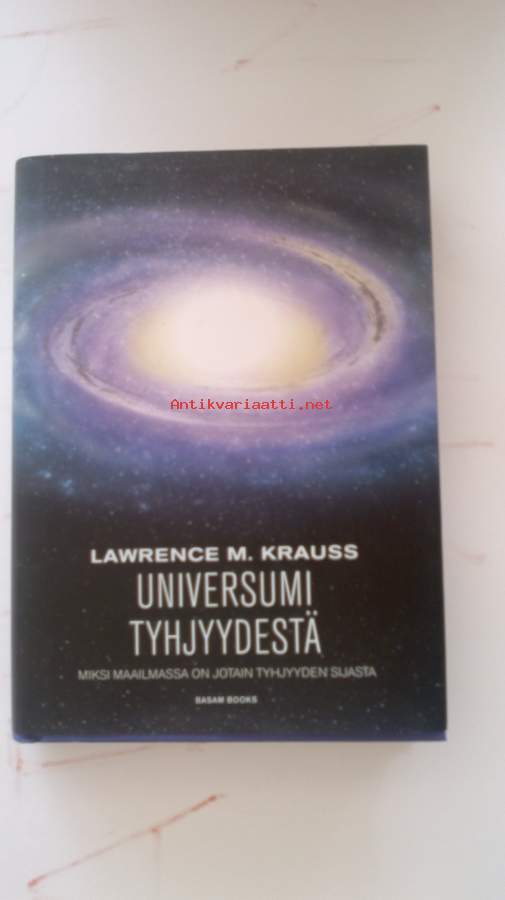 Antikvariaatti.net
LAWRENCE M. KRAUSS
UNIVERSUMI
TYHJYYDESTÄ
MIKSI MAAILMASSA ON JOTAIN TYHJYYDEN SIJASTA
BASAM BOOKS